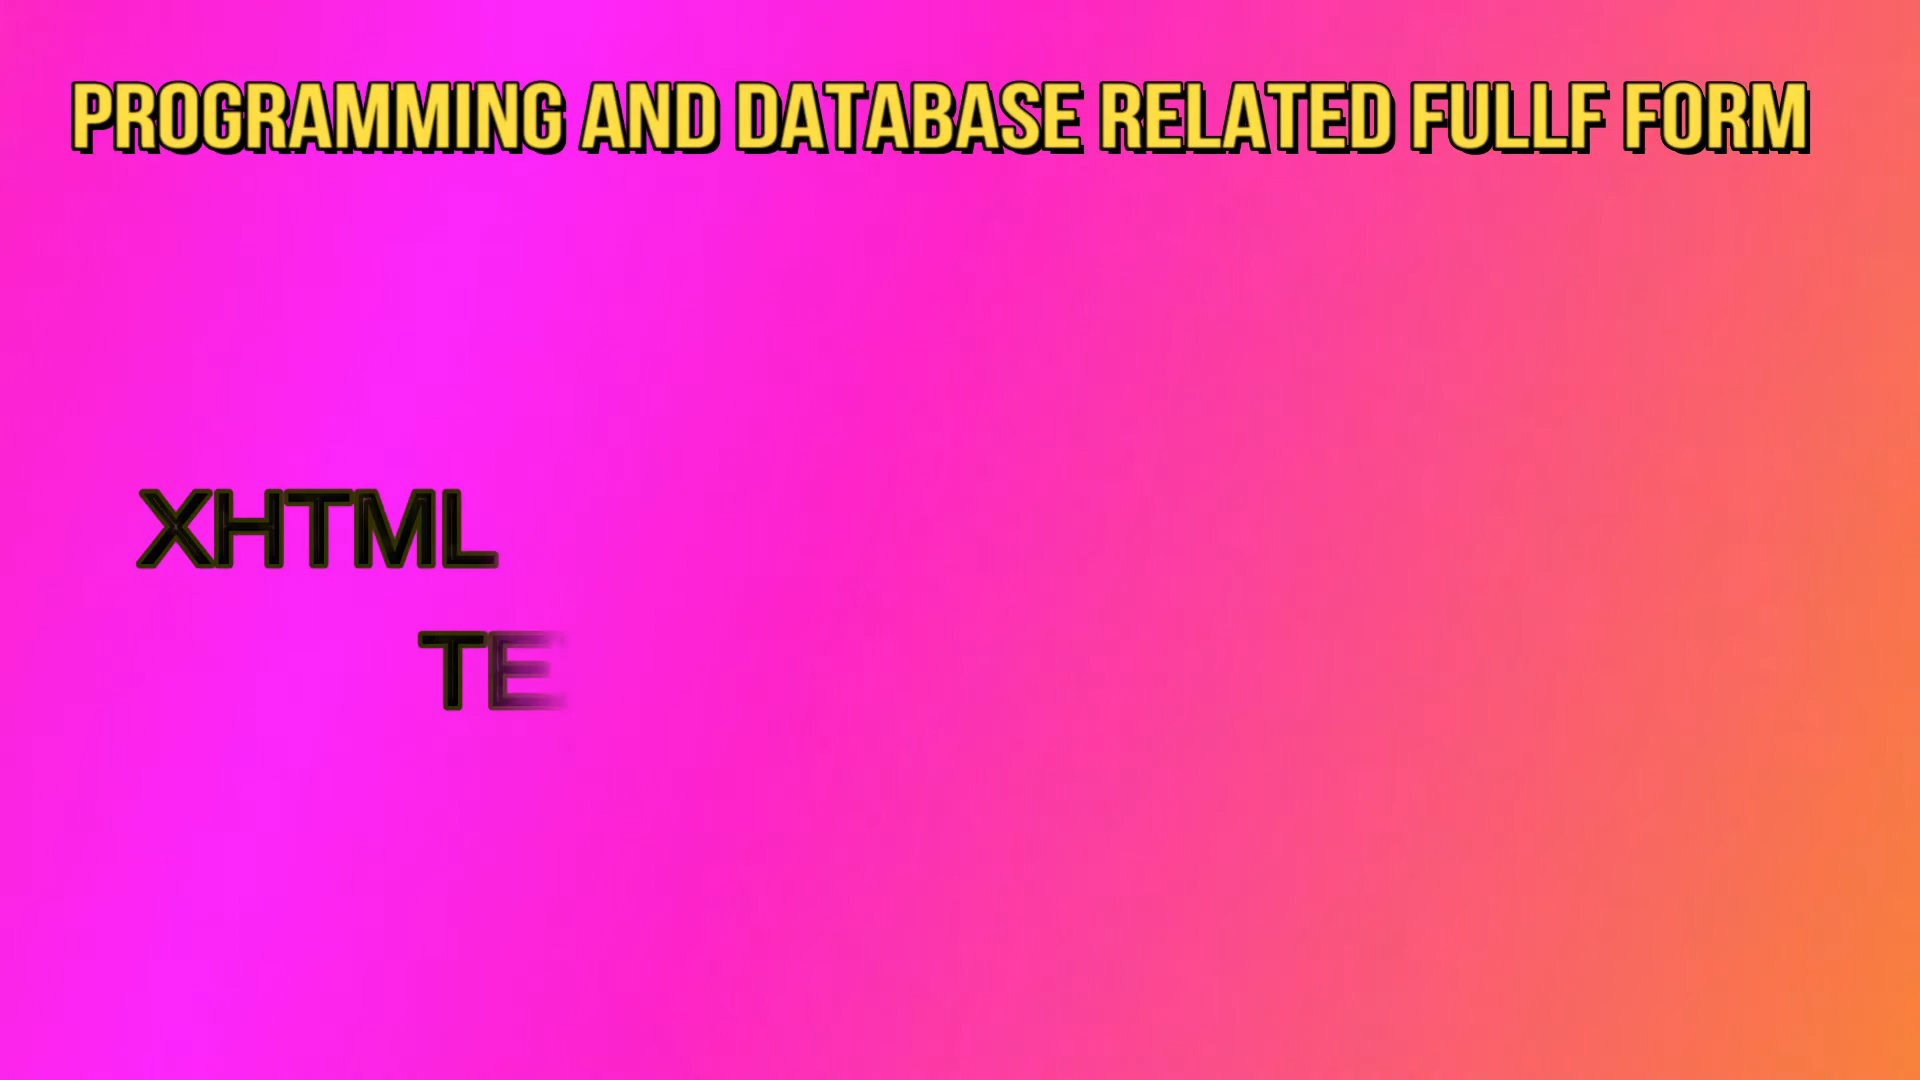 PROGRAMMING AND DATABASE RELATED FULLF FORM
XHTML
TE